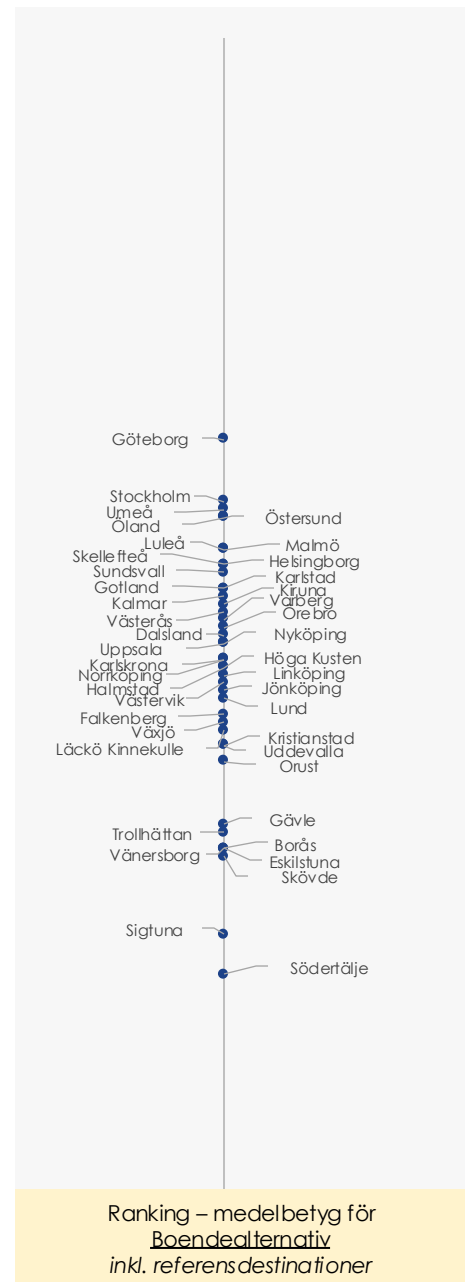 Göteborg
Stockholm
Umeå
Öland
Östersund
Luleå
Malmö
Skellefteå
Helsingborg
Sundsvall
Karlstad
Gotland
Kiruna
Kalmar
Varberg
Västerås
Örebro
Dalsland
Nyköping
Uppsala
Höga Kusten
Karlskrona
Linköping
Norrköping
Jönköping
Halmstad
Västervik
Lund
Falkenberg
Växjö
Kristianstad
Läckö Kinnekulle
Uddevalla
Orust
Gävle
Trollhättan
Borås
Vänersborg
Eskilstuna
Skövde
Sigtuna
Södertälje
Ranking – medelbetyg för
Boendealternativ
inkl. referensdestinationer